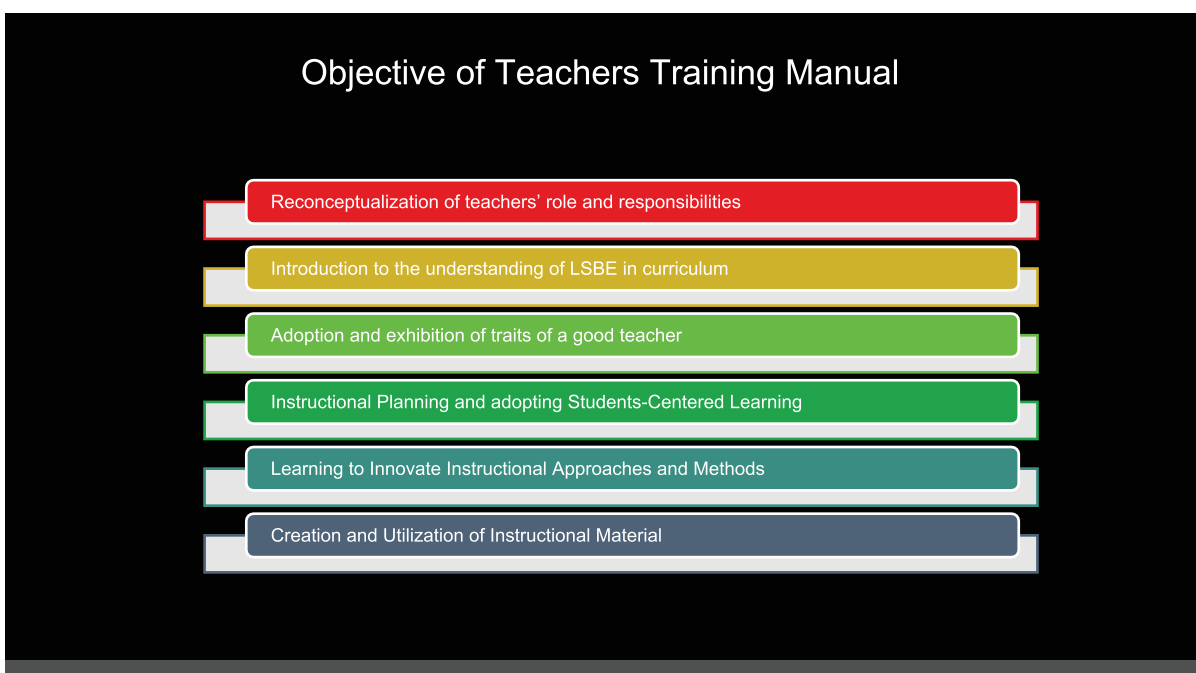 Objective of Teachers Training Manual
Reconceptualization of teachers’ role and responsibilities
Introduction to the understanding of LSBE in curriculum
Adoption and exhibition of traits of a good teacher
Instructional Planning and adopting Students-Centered Learning
Learning to Innovate Instructional Approaches and Methods
Creation and Utilization of Instructional Material